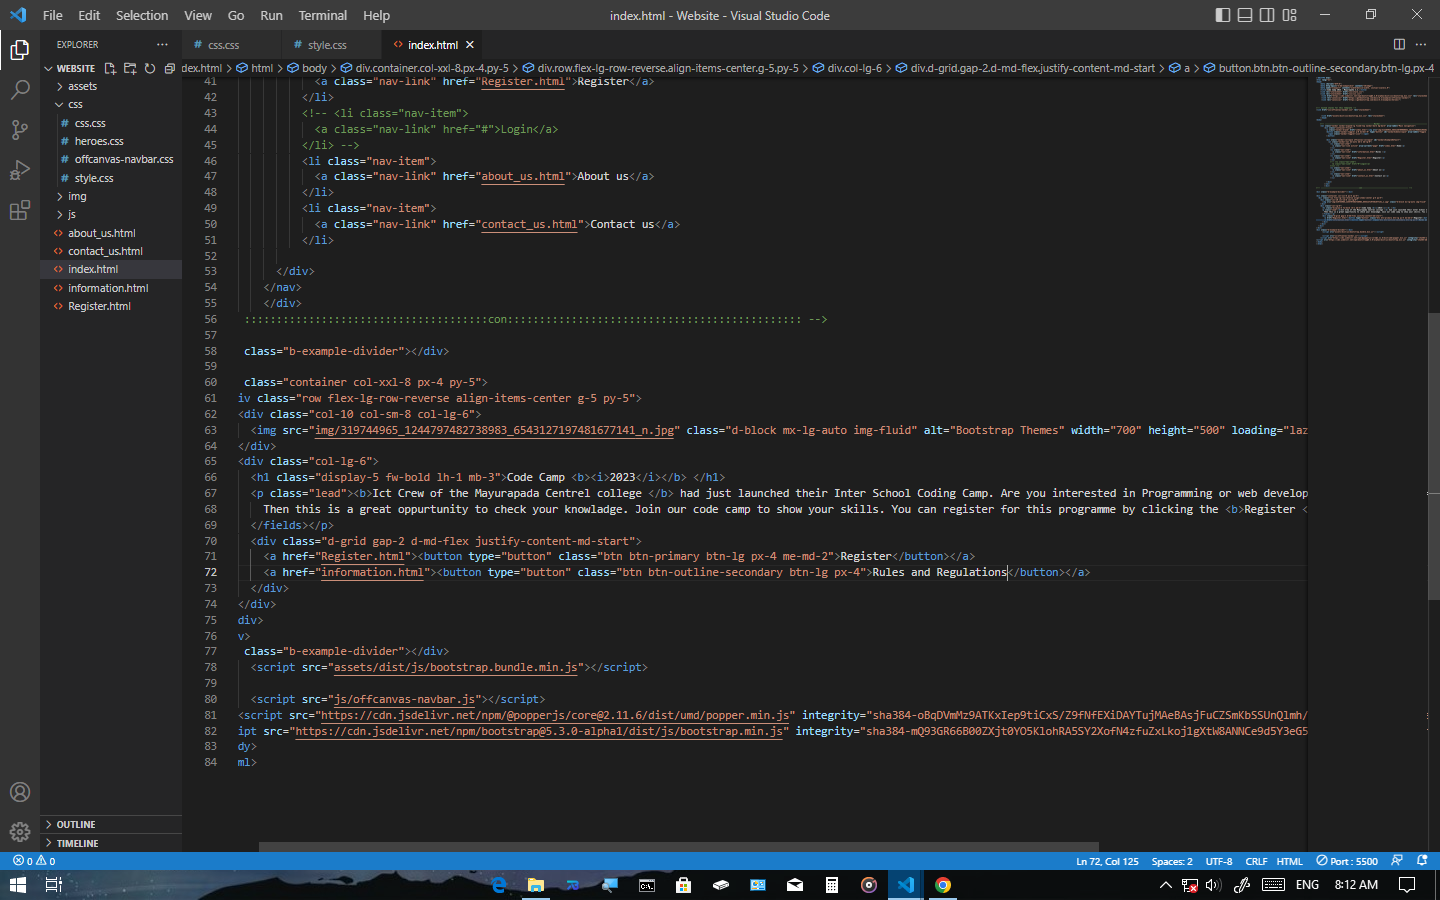 File Edit Selection View Go Run Terminal Help
index.html - Website - Visual Studio Code
EXPLORER ···
# css.css
# style.css
<> index.html ×
WEBSITE
dex.html > html > body > div.container.col-xxl-8.px-4.py-5 > div.row.flex-lg-row-reverse.align-items-center.g-5.py-5 > div.col-lg-6 > div.d-grid.gap-2.d-md-flex.justify-content-md-start > a > button.btn.btn-outline-secondary.btn-lg.px-4
> assets
css
# css.css
# heroes.css
# offcanvas-navbar.css
# style.css
> img
> js
<> about_us.html
<> contact_us.html
<> index.html
<> information.html
<> Register.html
> OUTLINE
> TIMELINE
41 <a class="nav-link" href="Register.html">Register</a>
42 </li>
43 <!-- <li class="nav-item">
44 <a class="nav-link" href="#">Login</a>
45 </li> -->
46 <li class="nav-item">
47 <a class="nav-link" href="about_us.html">About us</a>
48 </li>
49 <li class="nav-item">
50 <a class="nav-link" href="contact_us.html">Contact us</a>
51 </li>
52
53 </div>
54 </nav>
55 </div>
56 ::::::::::::::::::::::::::::::::::::::con:::::::::::::::::::::::::::::::::::::::::::::: -->
57
58 class="b-example-divider"></div>
59
60 class="container col-xxl-8 px-4 py-5">
61 iv class="row flex-lg-row-reverse align-items-center g-5 py-5">
62 <div class="col-10 col-sm-8 col-lg-6">
63 <img src="img/319744965_1244797482738983_6543127197481677141_n.jpg" class="d-block mx-lg-auto img-fluid" alt="Bootstrap Themes" width="700" height="500" loading="laz
64 </div>
65 <div class="col-lg-6">
66 <h1 class="display-5 fw-bold lh-1 mb-3">Code Camp <b><i>2023</i></b> </h1>
67 <p class="lead"><b>Ict Crew of the Mayurapada Centrel college </b> had just launched their Inter School Coding Camp. Are you interested in Programming or web develop
68 Then this is a great oppurtunity to check your knowladge. Join our code camp to show your skills. You can register for this programme by clicking the <b>Register <
69 </fields></p>
70 <div class="d-grid gap-2 d-md-flex justify-content-md-start">
71 <a href="Register.html"><button type="button" class="btn btn-primary btn-lg px-4 me-md-2">Register</button></a>
72 <a href="information.html"><button type="button" class="btn btn-outline-secondary btn-lg px-4">Rules and Regulations</button></a>
73 </div>
74 </div>
75 div>
76 v>
77 class="b-example-divider"></div>
78 <script src="assets/dist/js/bootstrap.bundle.min.js"></script>
79
80 <script src="js/offcanvas-navbar.js"></script>
81 <script src="https://cdn.jsdelivr.net/npm/@popperjs/core@2.11.6/dist/umd/popper.min.js" integrity="sha384-oBqDVmMz9ATKxIep9tiCxS/Z9fNfEXiDAYTujMAeBAsjFuCZSmKbSSUnQlmh/
82 ipt src="https://cdn.jsdelivr.net/npm/bootstrap@5.3.0-alpha1/dist/js/bootstrap.min.js" integrity="sha384-mQ93GR66B00ZXjt0YO5KlohRA5SY2XofN4zfuZxLkoj1gXtW8ANNCe9d5Y3eG5
83 dy>
84 ml>
0 0
Ln 72, Col 125 Spaces: 2 UTF-8 CRLF HTML Port : 5500
ENG 8:12 AM